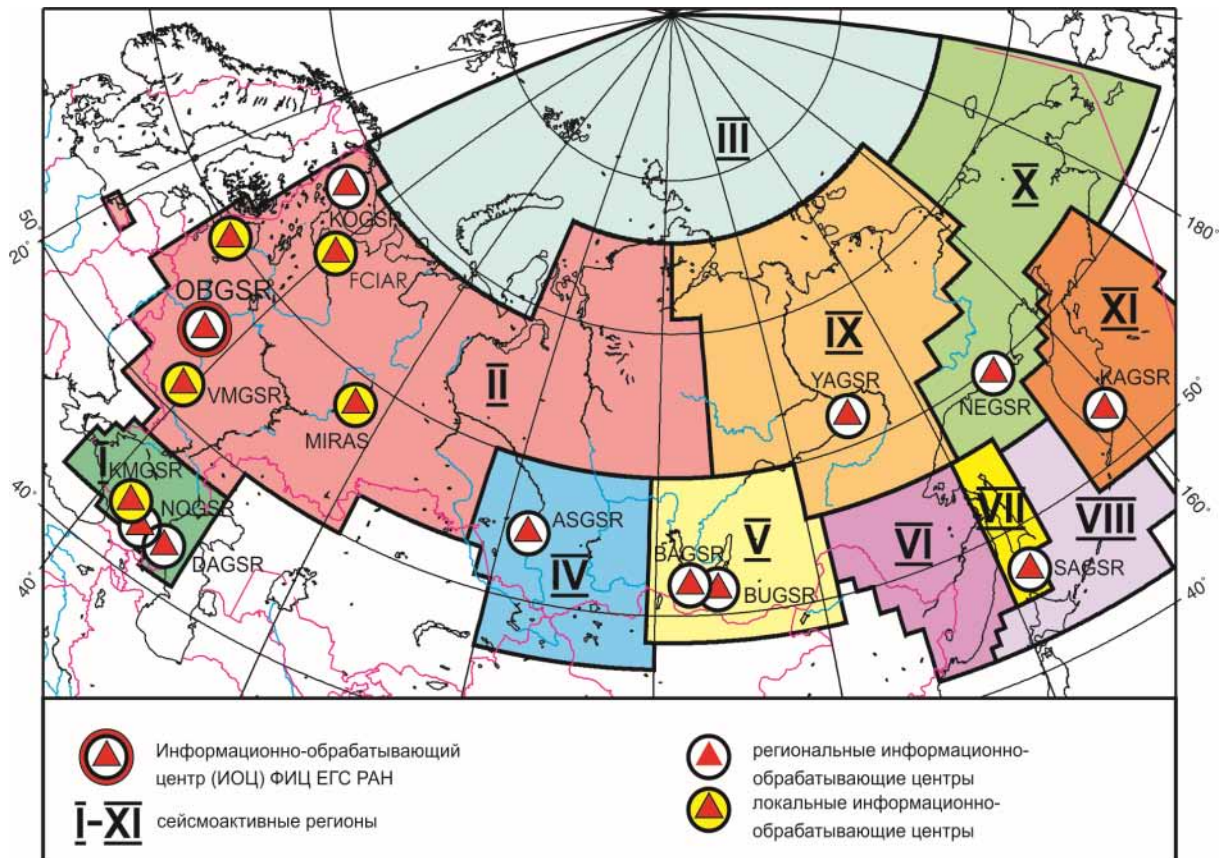 III
X
180°
50°
20°
KOGSR
FCIAR
OBGSR
XI
IX
II
VMGSR
YAGSR
NEGSR
KAGSR
50°
MIRAS
I
KMGSR
40°
NOGSR
ASGSR
VII
VIII
160°
DAGSR
IV
BAGSR
V
VI
BUGSR
SAGSR
40°
40°
Информационно-обрабатывающий
центр (ИОЦ) ФИЦ ЕГС РАН
I-XI сейсмоактивные регионы
региональные информационно-
обрабатывающие центры
локальные информационно-
обрабатывающие центры